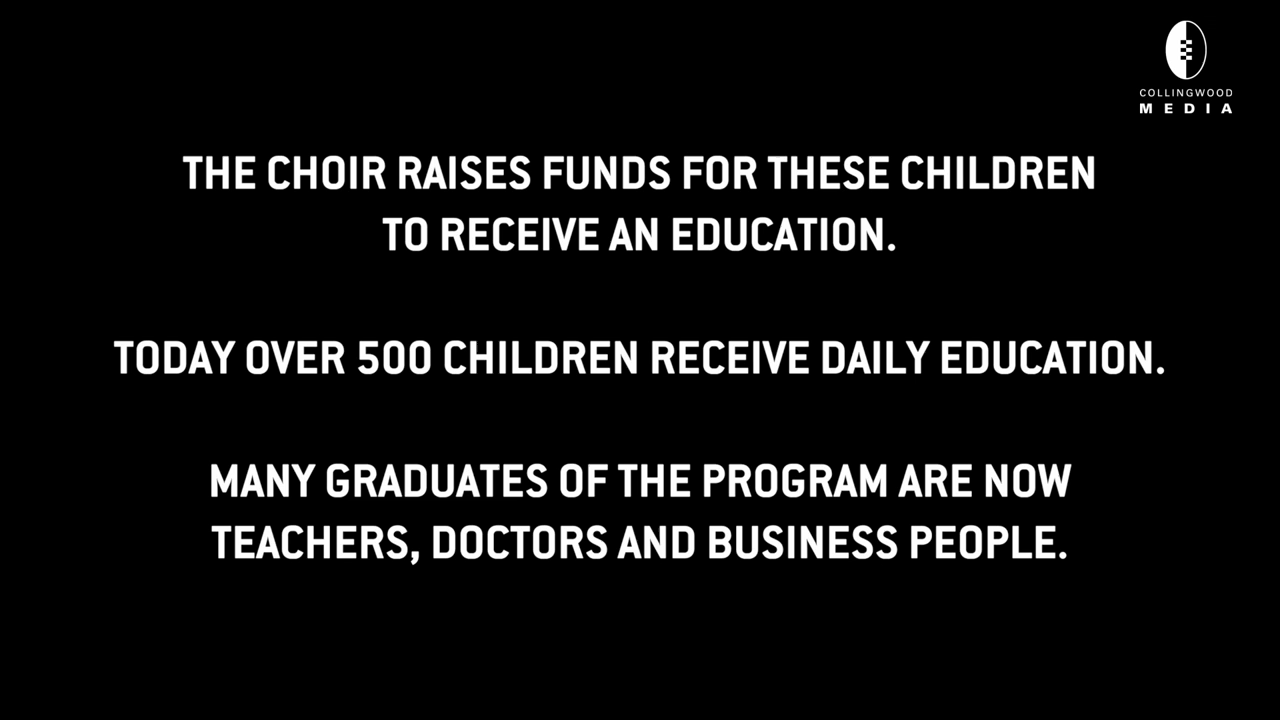 COLLINGWOOD
MEDIA
THE CHOIR RAISES FUNDS FOR THESE CHILDREN
TO RECEIVE AN EDUCATION.
TODAY OVER 500 CHILDREN RECEIVE DAILY EDUCATION.
MANY GRADUATES OF THE PROGRAM ARE NOW
TEACHERS, DOCTORS AND BUSINESS PEOPLE.